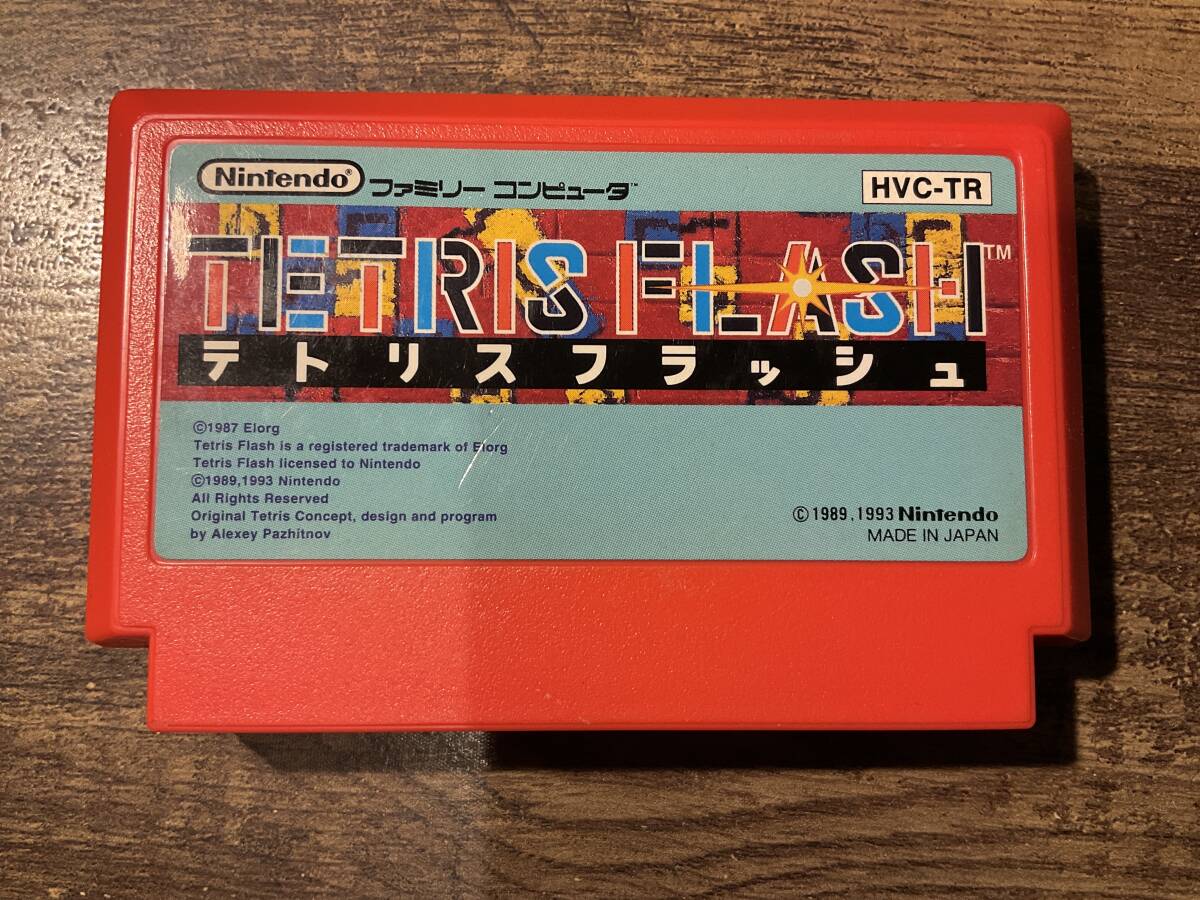 Nintendo® ファミリー コンピュータ™
HVC-TR
TETRIS FLASH™
テトリスフラッシュ
©1987 Elorg
Tetris Flash is a registered trademark of Elorg
Tetris Flash licensed to Nintendo
©1989,1993 Nintendo
All Rights Reserved
Original Tetris Concept, design and program
by Alexey Pazhitnov
©1989,1993 Nintendo
MADE IN JAPAN